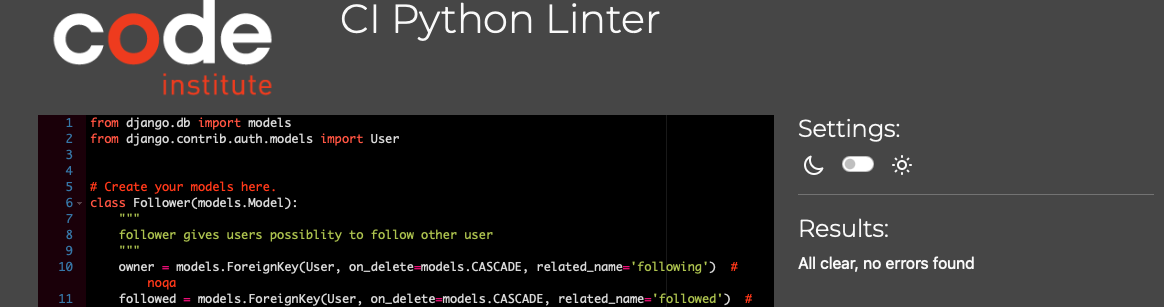 code
institute
CI Python Linter
1 from django.db import models
2 from django.contrib.auth.models import User
3
4
5 # Create your models here.
6 class Follower(models.Model):
7 """
8 follower gives users possiblity to follow other user
9 """
10 owner = models.ForeignKey(User, on_delete=models.CASCADE, related_name='following')  #
noqa
11 followed = models.ForeignKey(User, on_delete=models.CASCADE, related_name='followed')  #
Settings:
Results:
All clear, no errors found